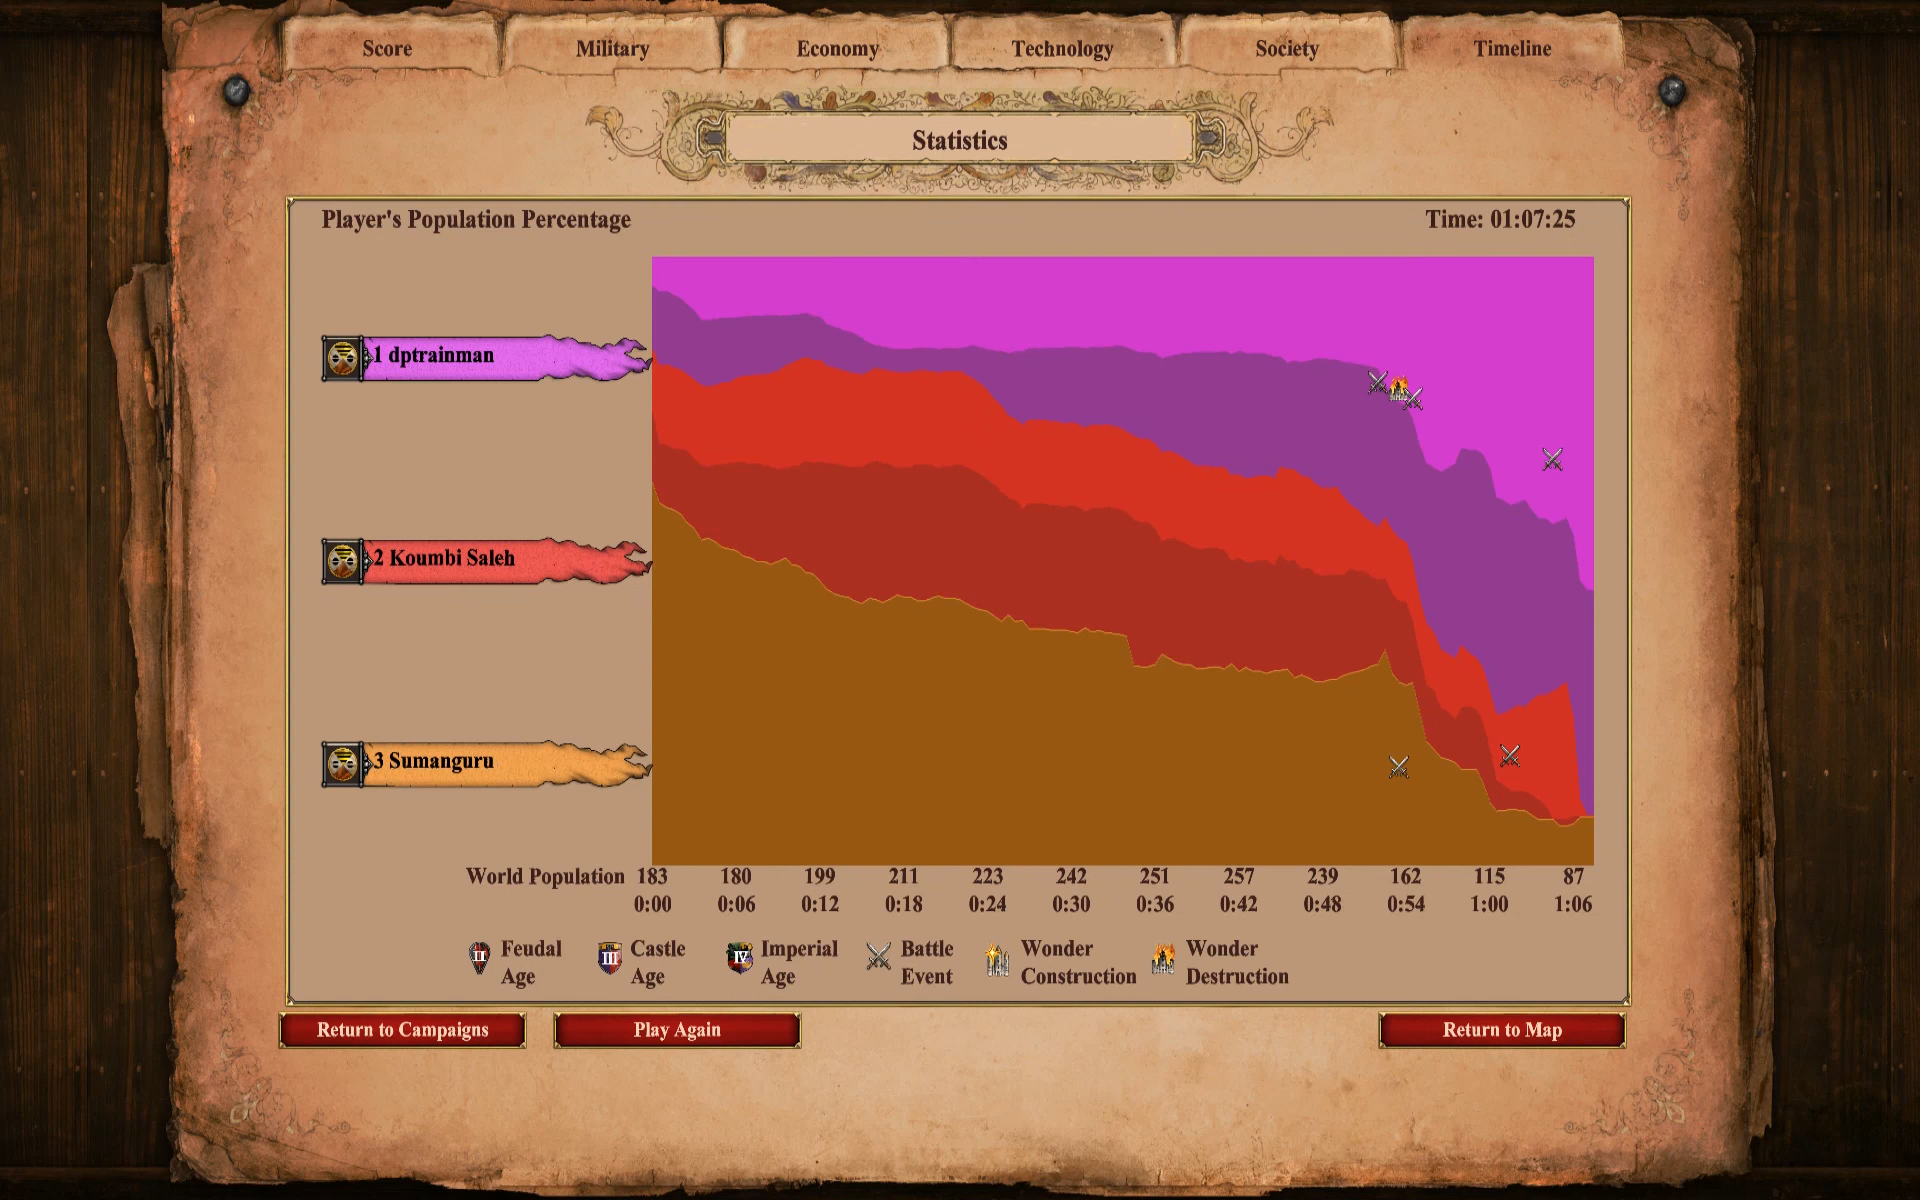 Score Military Economy Technology Society Timeline
Statistics
Player's Population Percentage Time: 01:07:25
1 dptrainman
2 Koumbi Saleh
3 Sumanguru
World Population 183 180 199 211 223 242 251 257 239 162 115 87
0:00 0:06 0:12 0:18 0:24 0:30 0:36 0:42 0:48 0:54 1:00 1:06
II Feudal Age
III Castle Age
IV Imperial Age
Battle Event
Wonder Construction
Wonder Destruction
Return to Campaigns Play Again Return to Map